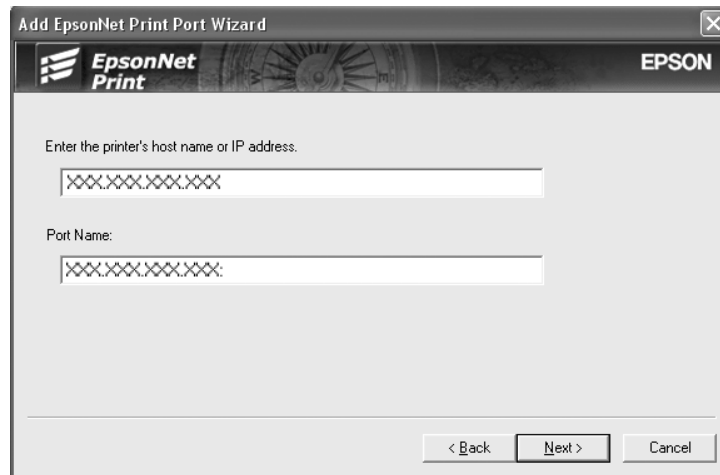 Add EpsonNet Print Port Wizard
EpsonNet
Print
EPSON
Enter the printer's host name or IP address.
XXX.XXX.XXX.XXX
Port Name:
XXX.XXX.XXX.XXX:
< Back
Next >
Cancel